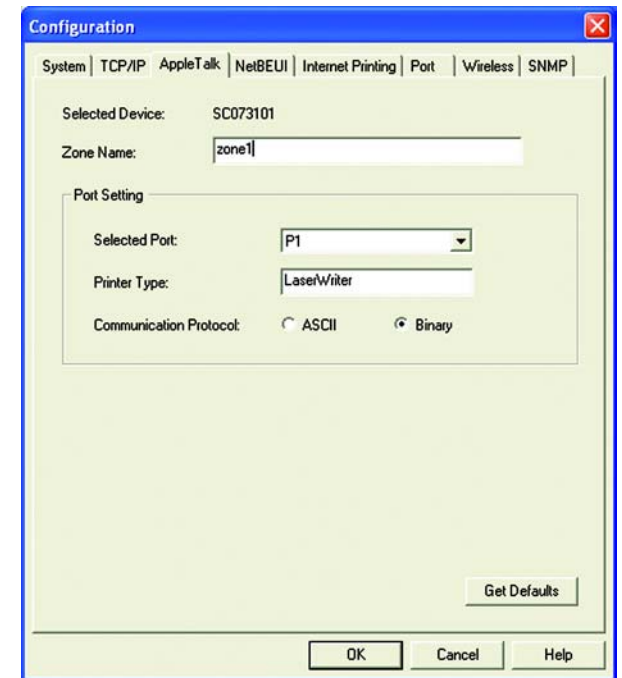 Configuration
System TCP/IP AppleTalk NetBEUI Internet Printing Port Wireless SNMP
Selected Device: SC073101
Zone Name: zone1
Port Setting
Selected Port: P1
Printer Type: LaserWriter
Communication Protocol: ASCII Binary
Get Defaults
OK Cancel Help